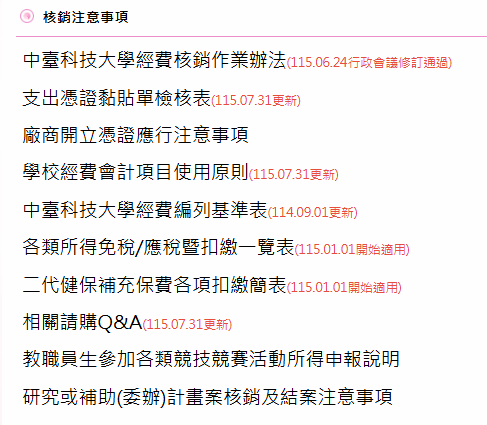 核銷注意事項
中臺科技大學經費核銷作業辦法(115.06.24行政會議修訂通過)
支出憑證黏貼單檢核表(115.07.31更新)
廠商開立憑證應行注意事項
學校經費會計項目使用原則(115.07.31更新)
中臺科技大學經費編列基準表(114.09.01更新)
各類所得免稅/應稅暨扣繳一覽表(115.01.01開始適用)
二代健保補充保費各項扣繳簡表(115.01.01開始適用)
相關請購Q&A(115.07.31更新)
教職員生參加各類競技競賽活動所得申報說明
研究或補助(委辦)計畫案核銷及結案注意事項